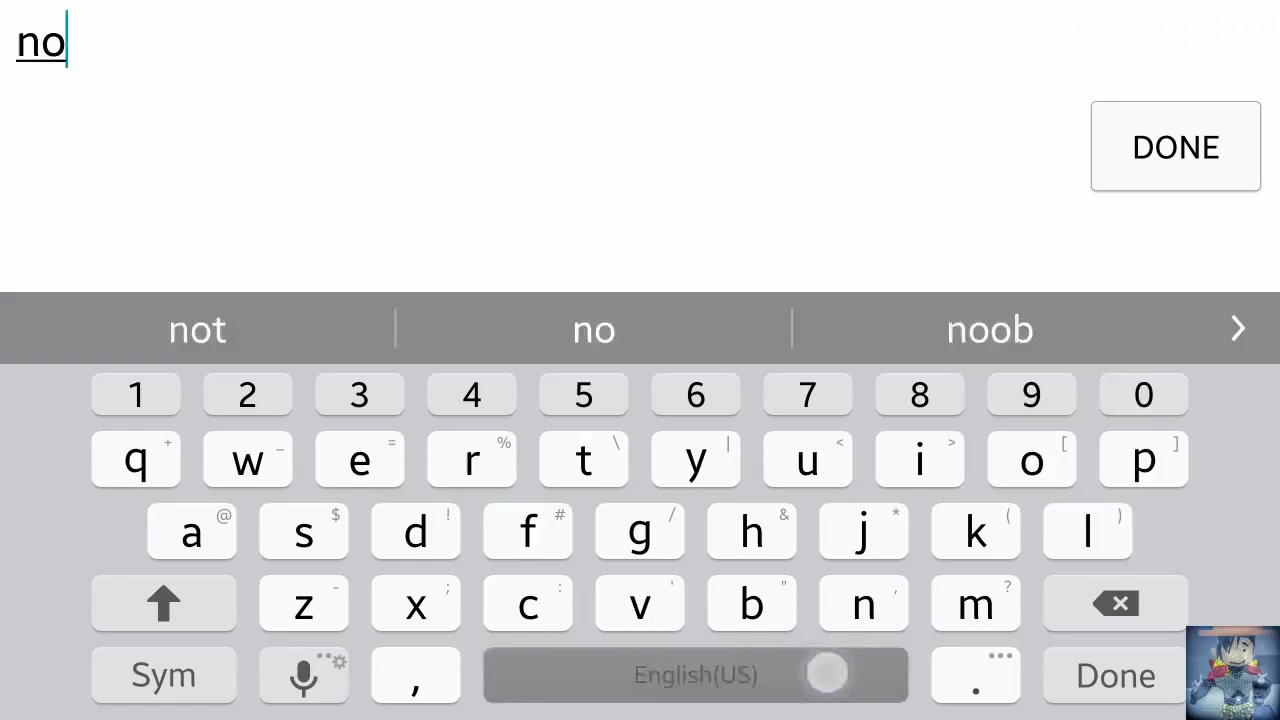 no
DONE
not no noob
1 2 3 4 5 6 7 8 9 0
q + w _ e = r % t \ y | u < i > o [ p ]
a @ s $ d ! f # g / h & j * k ( l )
z - x ; c : v ' b " n , m ?
Sym , English(US) . Done